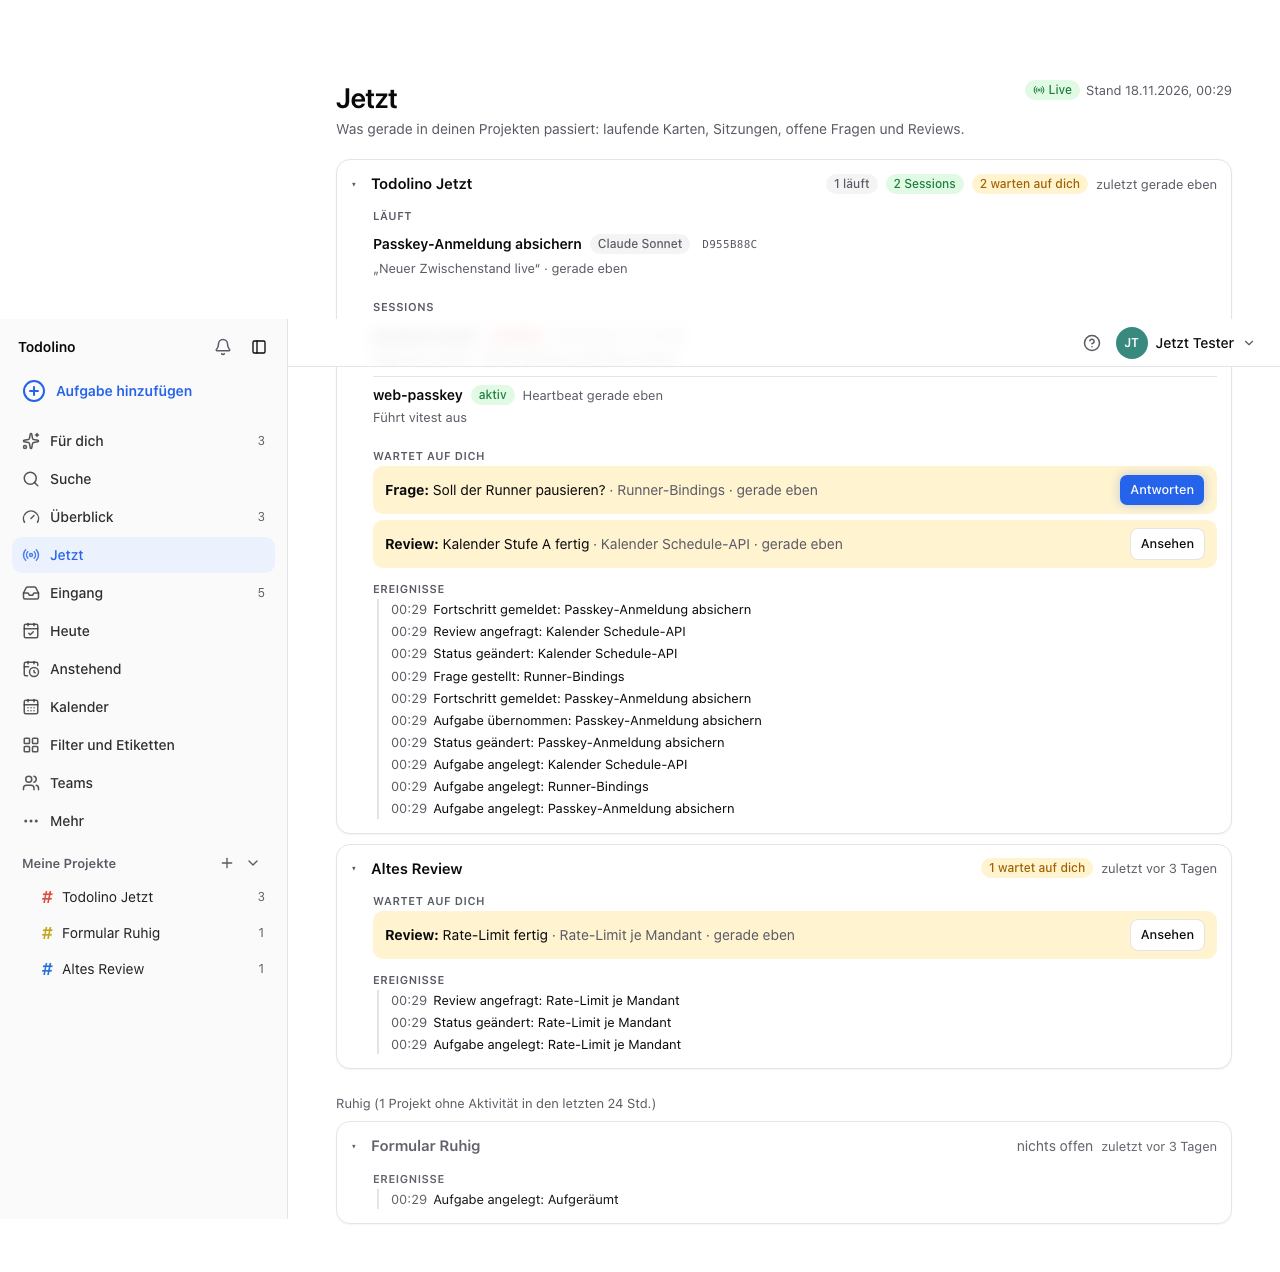 Jetzt
Live Stand 18.11.2026, 00:29
Was gerade in deinen Projekten passiert: laufende Karten, Sitzungen, offene Fragen und Reviews.
Todolino Jetzt 1 läuft 2 Sessions 2 warten auf dich zuletzt gerade eben
LÄUFT
Passkey-Anmeldung absichern Claude Sonnet D955B88C
„Neuer Zwischenstand live“ · gerade eben
SESSIONS
JT Jetzt Tester
web-passkey aktiv Heartbeat gerade eben
Führt vitest aus
WARTET AUF DICH
Frage: Soll der Runner pausieren? · Runner-Bindings · gerade eben Antworten
Review: Kalender Stufe A fertig · Kalender Schedule-API · gerade eben Ansehen
EREIGNISSE
00:29 Fortschritt gemeldet: Passkey-Anmeldung absichern
00:29 Review angefragt: Kalender Schedule-API
00:29 Status geändert: Kalender Schedule-API
00:29 Frage gestellt: Runner-Bindings
00:29 Fortschritt gemeldet: Passkey-Anmeldung absichern
00:29 Aufgabe übernommen: Passkey-Anmeldung absichern
00:29 Status geändert: Passkey-Anmeldung absichern
00:29 Aufgabe angelegt: Kalender Schedule-API
00:29 Aufgabe angelegt: Runner-Bindings
00:29 Aufgabe angelegt: Passkey-Anmeldung absichern
Altes Review 1 wartet auf dich zuletzt vor 3 Tagen
WARTET AUF DICH
Review: Rate-Limit fertig · Rate-Limit je Mandant · gerade eben Ansehen
EREIGNISSE
00:29 Review angefragt: Rate-Limit je Mandant
00:29 Status geändert: Rate-Limit je Mandant
00:29 Aufgabe angelegt: Rate-Limit je Mandant
Ruhig (1 Projekt ohne Aktivität in den letzten 24 Std.)
Formular Ruhig nichts offen zuletzt vor 3 Tagen
EREIGNISSE
00:29 Aufgabe angelegt: Aufgeräumt
Todolino
Aufgabe hinzufügen
Für dich 3
Suche
Überblick 3
Jetzt
Eingang 5
Heute
Anstehend
Kalender
Filter und Etiketten
Teams
Mehr
Meine Projekte
# Todolino Jetzt 3
# Formular Ruhig 1
# Altes Review 1